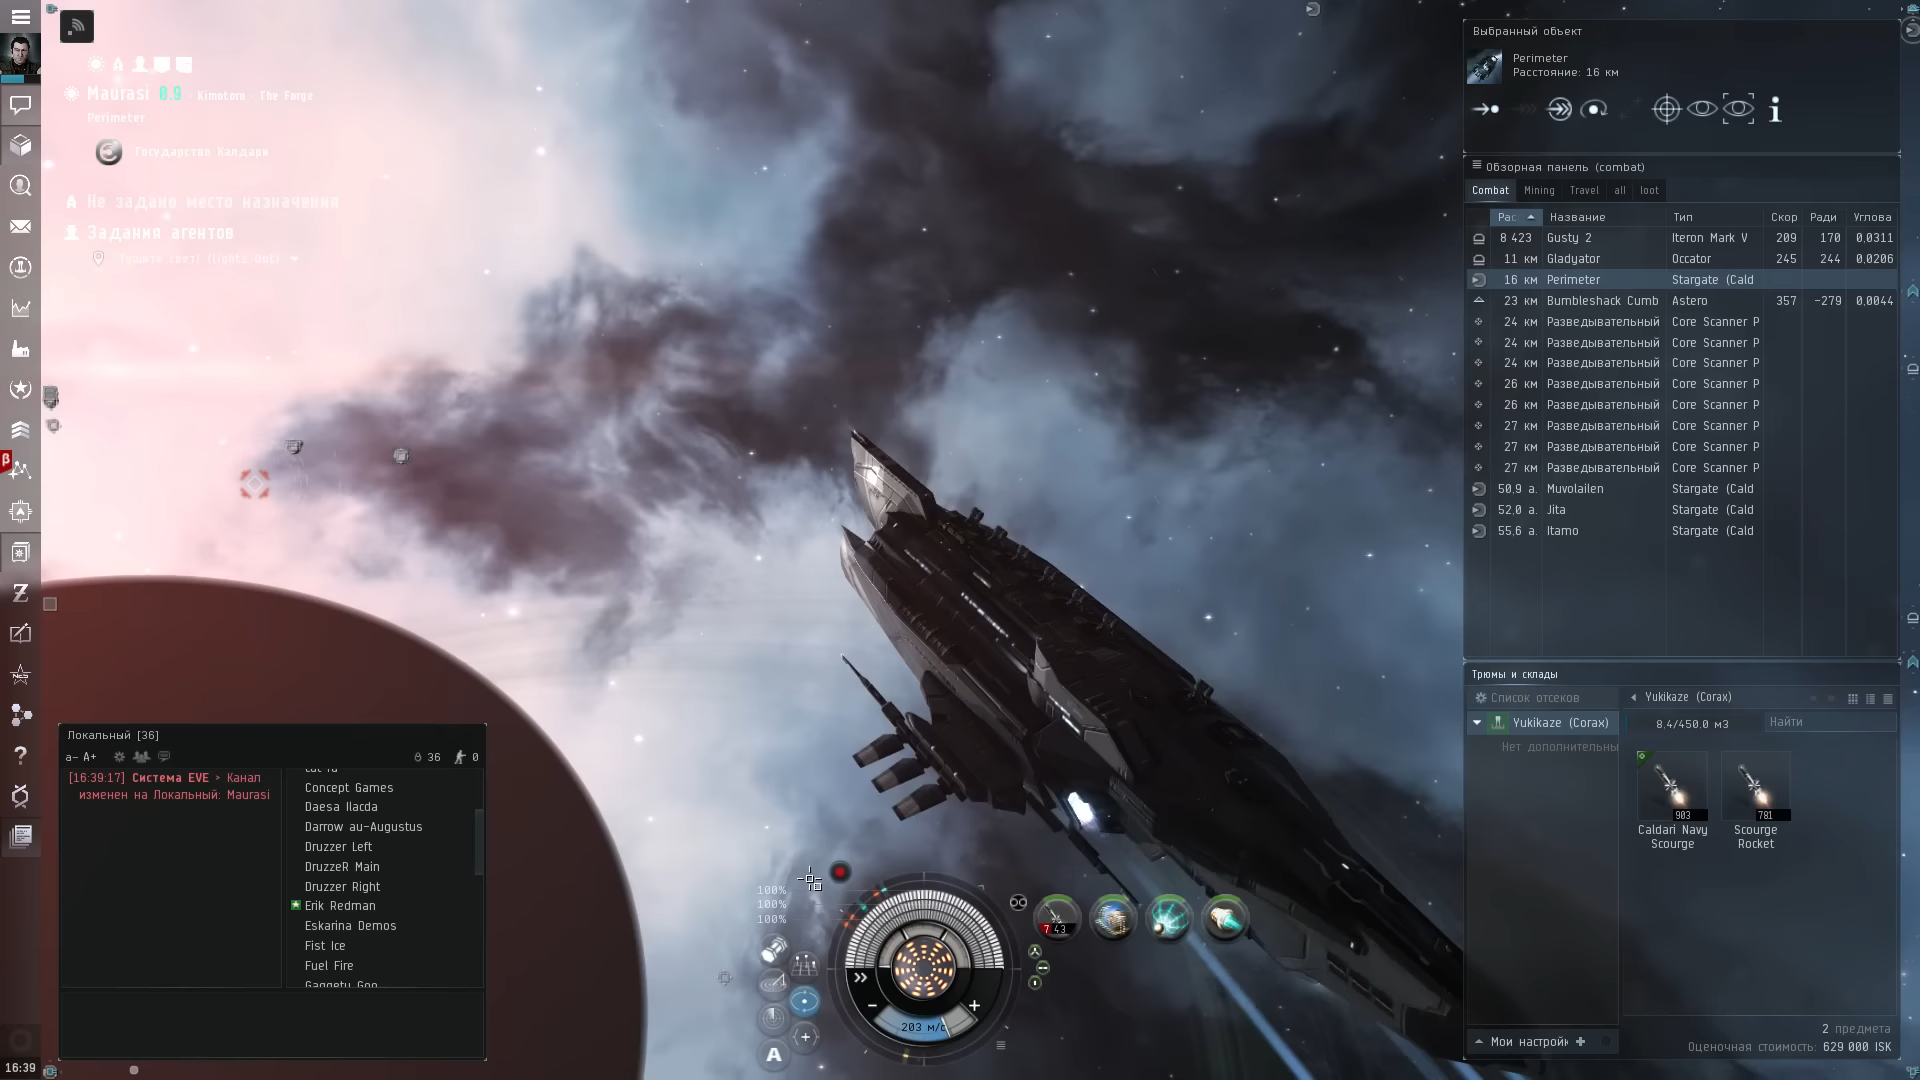 Maurasi 0.9 · Kimotoro · The Forge
Perimeter
Государство Калдари
Не задано место назначения
Задания агентов
Тушите свет! (Lights Out)
β
16:39
Локальный [36]
a- A+
36
0
[16:39:17] Система EVE > Канал
изменен на Локальный: Maurasi
Concept Games
Daesa Ilacda
Darrow au-Augustus
Druzzer Left
DruzzeR Main
Druzzer Right
Erik Redman
Eskarina Demos
Fist Ice
Fuel Fire
100%
100%
100%
A
203 м/с
7 43
Выбранный объект
Perimeter
Расстояние: 16 км
Обзорная панель (combat)
Combat Mining Travel all loot
Рас Название Тип Скор Ради Углова
8 423 Gusty 2 Iteron Mark V 209 170 0,0311
11 км Gladyator Occator 245 244 0,0206
16 км Perimeter Stargate (Cald
23 км Bumbleshack Cumb Astero 357 -279 0,0044
24 км Разведывательный Core Scanner P
24 км Разведывательный Core Scanner P
24 км Разведывательный Core Scanner P
26 км Разведывательный Core Scanner P
26 км Разведывательный Core Scanner P
27 км Разведывательный Core Scanner P
27 км Разведывательный Core Scanner P
27 км Разведывательный Core Scanner P
50,9 а. Muvolailen Stargate (Cald
52,0 а. Jita Stargate (Cald
55,6 а. Itamo Stargate (Cald
Трюмы и склады
Список отсеков
Yukikaze (Corax)
Yukikaze (Corax)
Нет дополнительны
8,4/450.0 м3
Найти
903
781
Caldari Navy
Scourge
Scourge
Rocket
2 предмета
Мои настройк +
Оценочная стоимость: 629 000 ISK